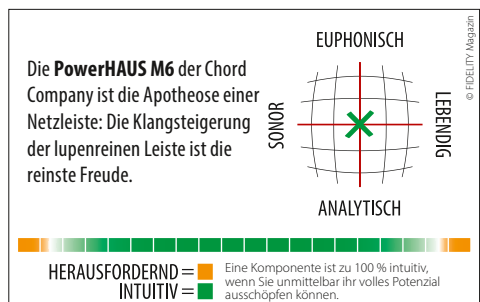 Die PowerHAUS M6 der Chord
Company ist die Apotheose einer
Netzleiste: Die Klangsteigerung
der lupenreinen Leiste ist die
reinste Freude.
EUPHONISCH
SONOR
LEBENDIG
ANALYTISCH
© FIDELITY Magazin
HERAUSFORDERND =
INTUITIV =
Eine Komponente ist zu 100 % intuitiv,
wenn Sie unmittelbar ihr volles Potenzial
ausschöpfen können.